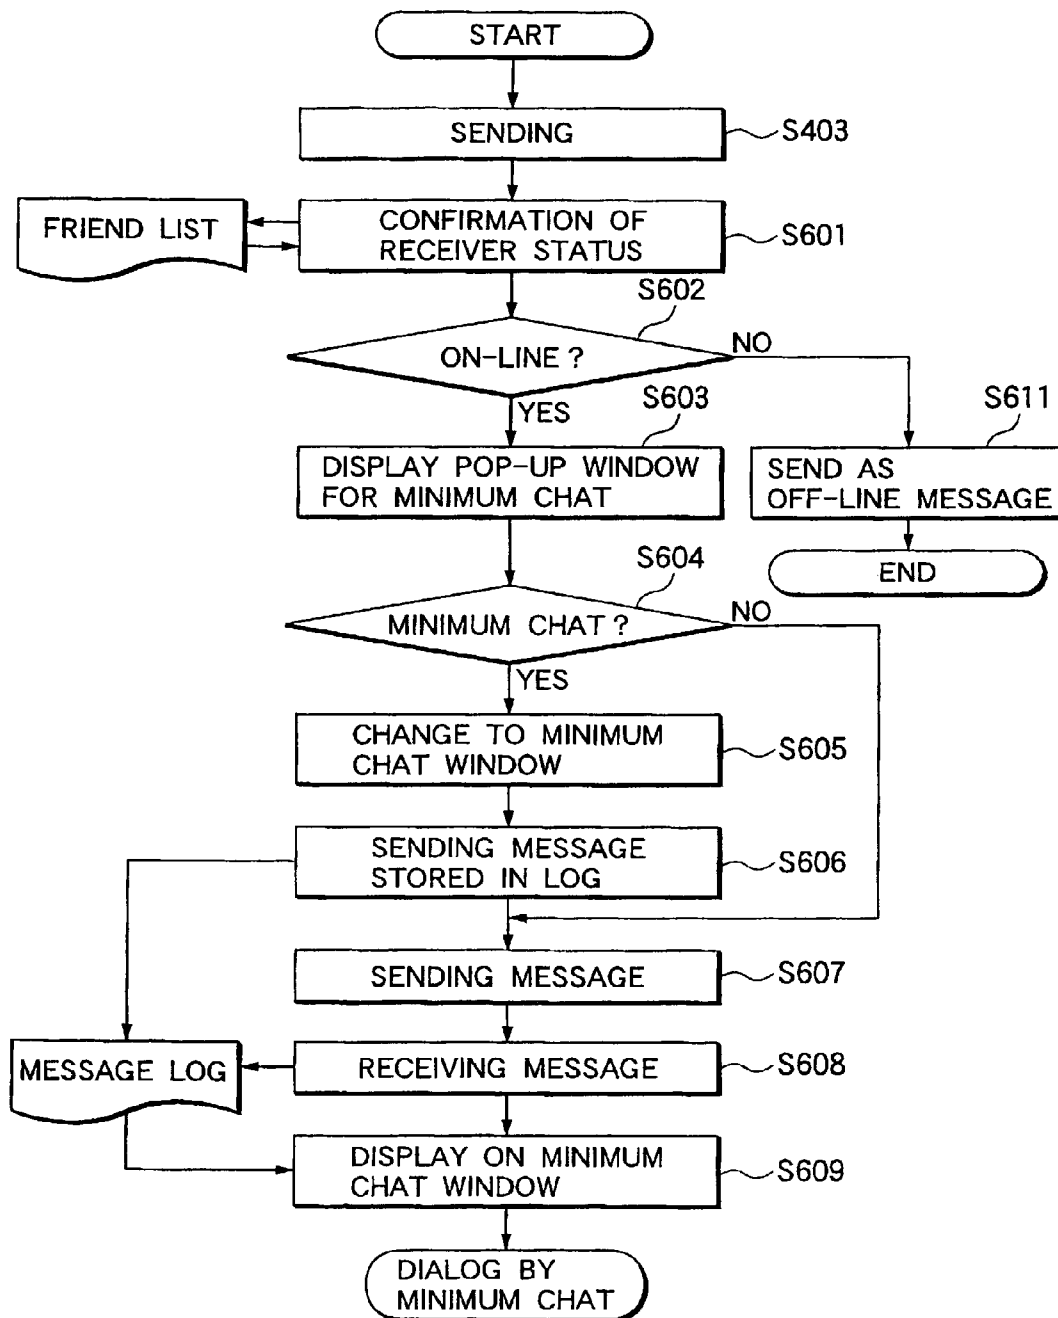 START
SENDING
S403
FRIEND LIST
CONFIRMATION OF
RECEIVER STATUS
S601
S602
ON-LINE ?
NO
YES
S603
S611
DISPLAY POP-UP WINDOW
FOR MINIMUM CHAT
SEND AS
OFF-LINE MESSAGE
END
S604
MINIMUM CHAT ?
NO
YES
CHANGE TO MINIMUM
CHAT WINDOW
S605
SENDING MESSAGE
STORED IN LOG
S606
SENDING MESSAGE
S607
MESSAGE LOG
RECEIVING MESSAGE
S608
DISPLAY ON MINIMUM
CHAT WINDOW
S609
DIALOG BY
MINIMUM CHAT